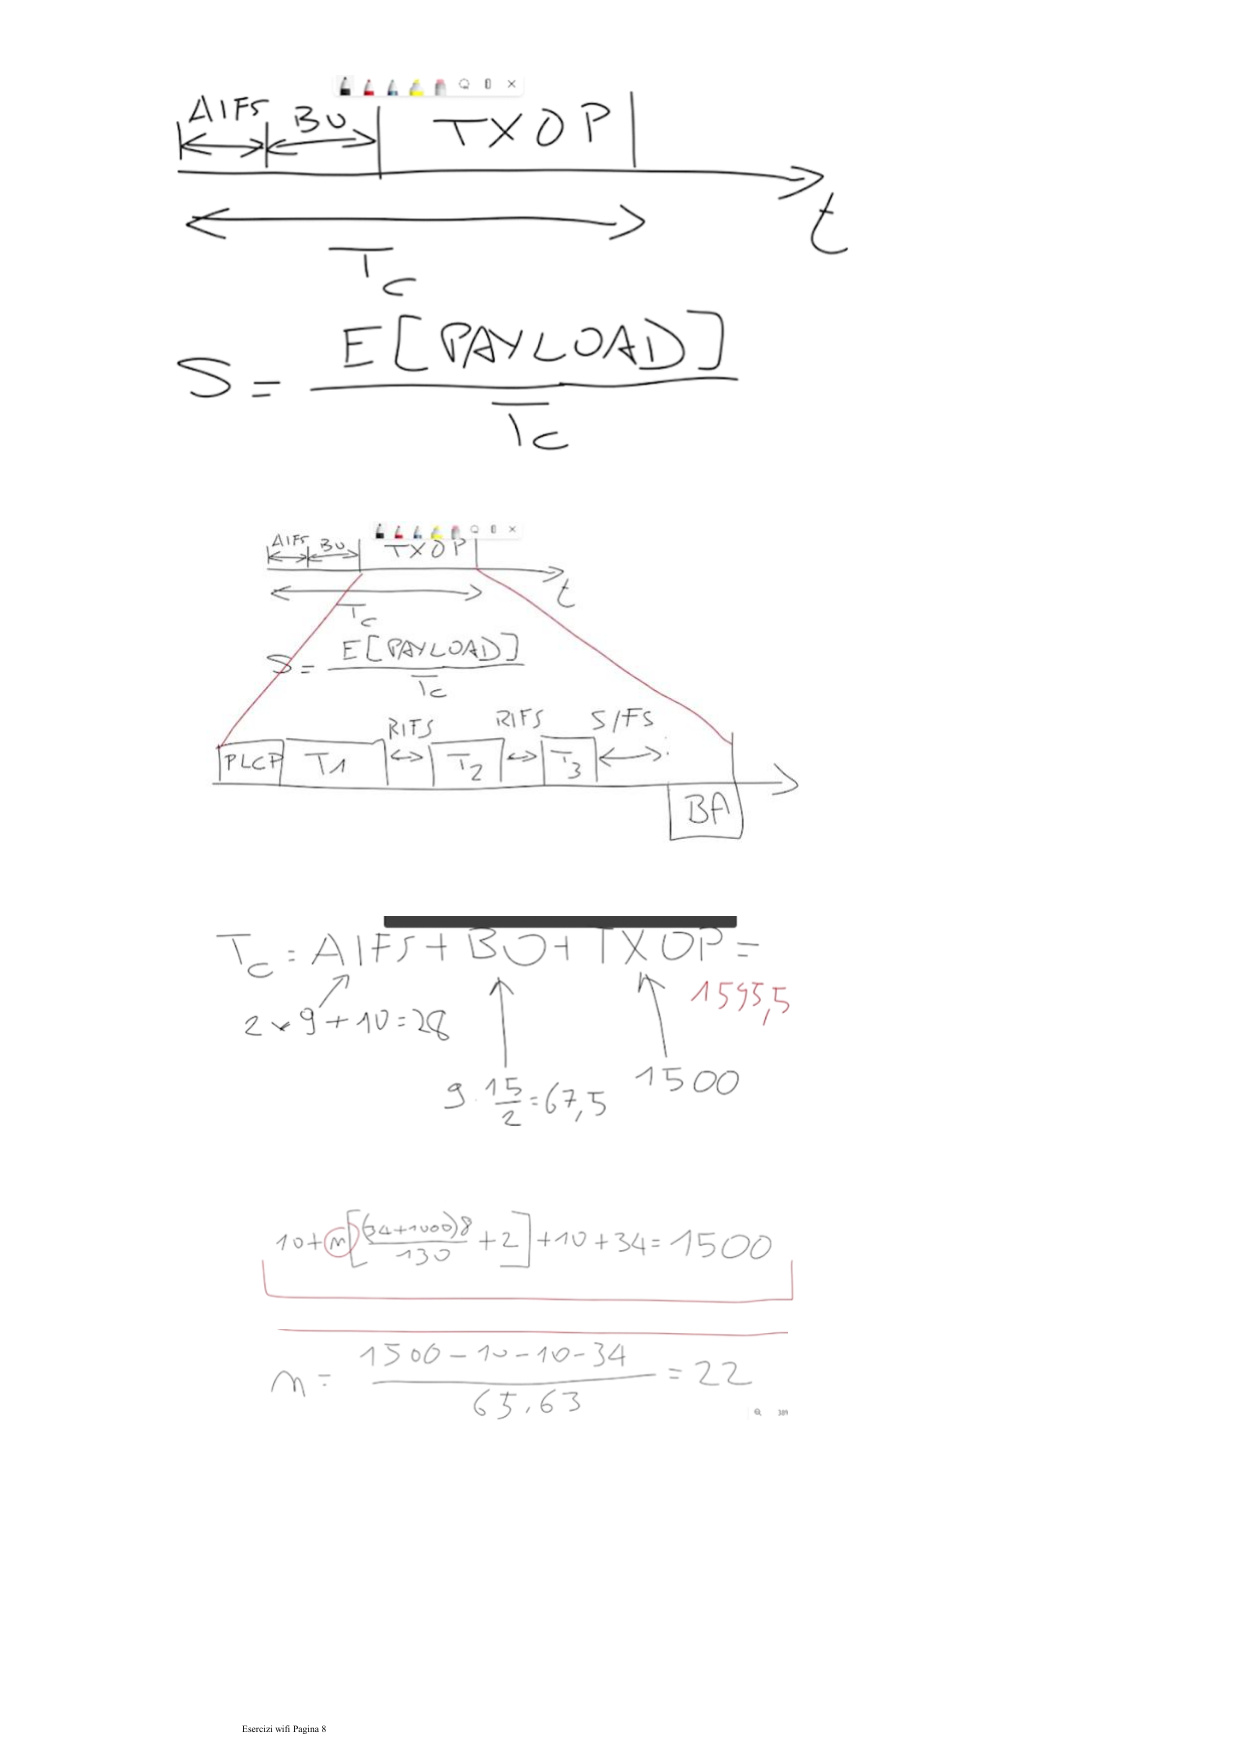 AIFS BO TXOP
t
Tc
S = E[PAYLOAD] / Tc
AIFS BO TXOP
t
Tc
S = E[PAYLOAD] / Tc
RIFS RIFS SIFS
PLCP T1 T2 T3
BA
Tc = AIFS + BO + TXOP =
1595,5
2 x 9 + 10 = 28
9 · 15/2 = 67,5
1500
10 + n [ (34+1000)8 / 130 + 2 ] + 10 + 34 = 1500
n = (1500 - 10 - 10 - 34) / 65.63 = 22
Esercizi wifi Pagina 8